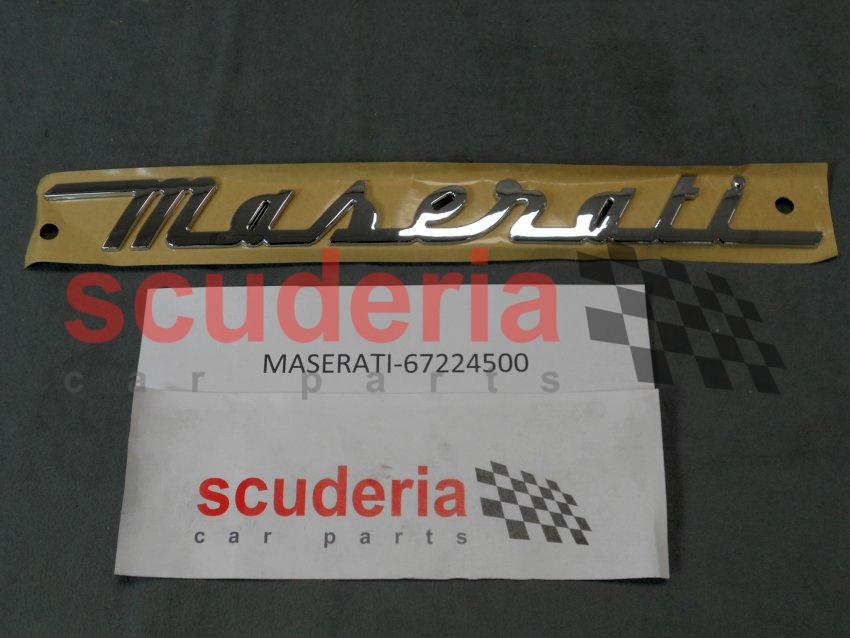 maserati
scuderia
car parts
MASERATI-67224500
scuderia
car parts